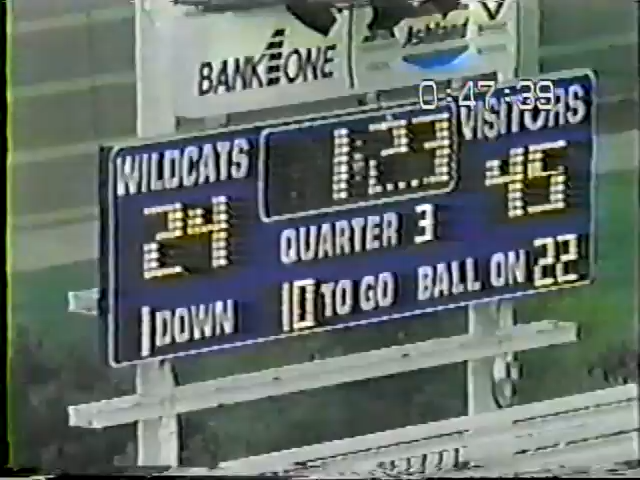 BANK ONE
Ashland
0:47:39
WILDCATS
1:23
VISITORS
24
45
QUARTER 3
1 DOWN
10 TO GO
BALL ON 22